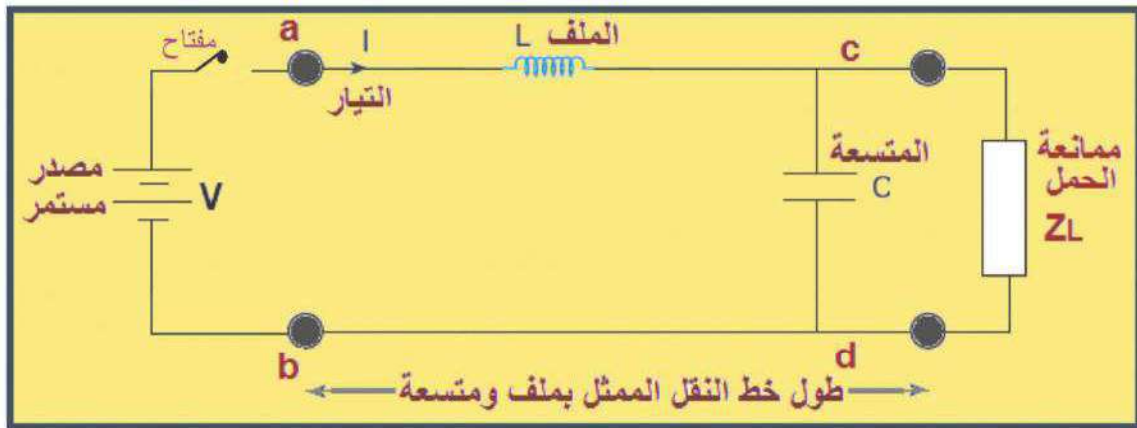 مفتاح
a
I
L الملف
c
التيار
مصدر
مستمر
V
المتسعة
C
ممانعة
الحمل
ZL
b
d
طول خط النقل الممثل بملف ومتسعة